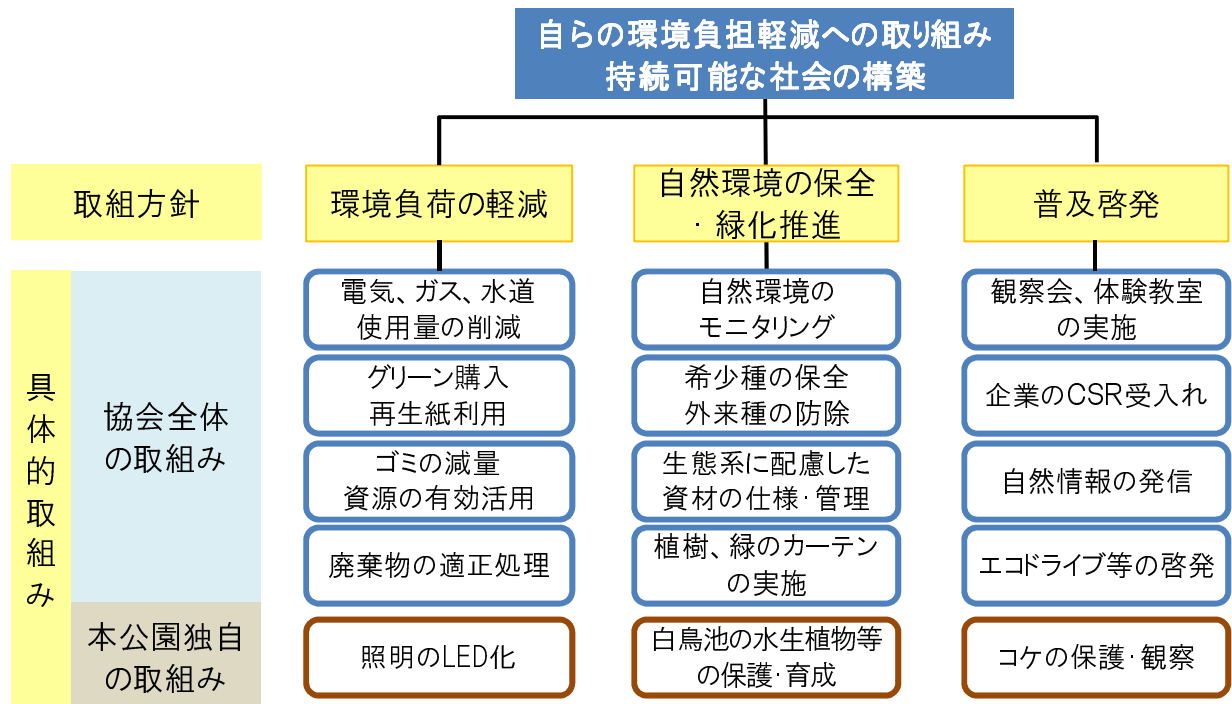 自らの環境負担軽減への取り組み
持続可能な社会の構築
取組方針
環境負荷の軽減
自然環境の保全
・緑化推進
普及啓発
具体的取組み
協会全体
の取組み
電気、ガス、水道
使用量の削減
自然環境の
モニタリング
観察会、体験教室
の実施
グリーン購入
再生紙利用
希少種の保全
外来種の防除
企業のCSR受入れ
ゴミの減量
資源の有効活用
生態系に配慮した
資材の仕様・管理
自然情報の発信
廃棄物の適正処理
植樹、緑のカーテン
の実施
エコドライブ等の啓発
本公園独自
の取組み
照明のLED化
白鳥池の水生植物等
の保護・育成
コケの保護・観察